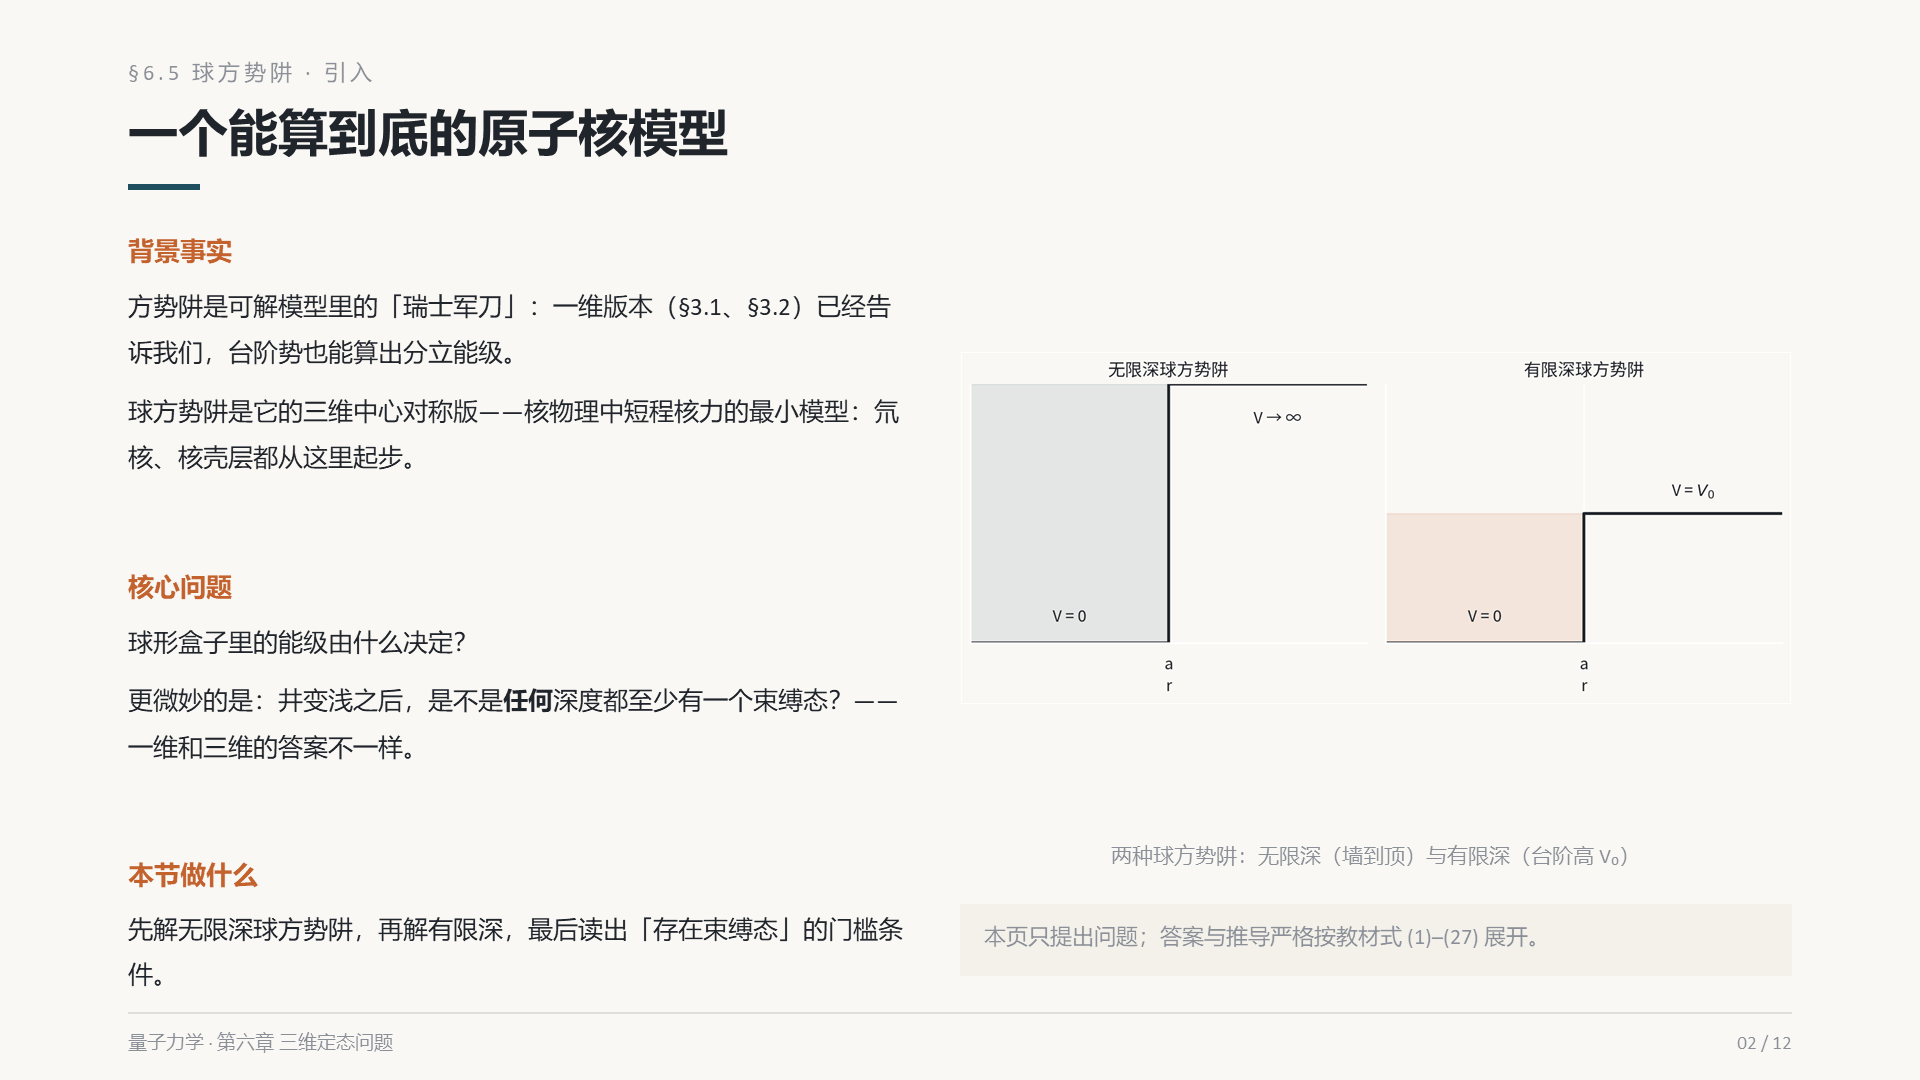 §6.5 球方势阱 · 引入
一个能算到底的原子核模型
背景事实
方势阱是可解模型里的「瑞士军刀」：一维版本（§3.1、§3.2）已经告
诉我们，台阶势也能算出分立能级。
球方势阱是它的三维中心对称版——核物理中短程核力的最小模型：氘
核、核壳层都从这里起步。
核心问题
球形盒子里的能级由什么决定？
更微妙的是：井变浅之后，是不是任何深度都至少有一个束缚态？——
一维和三维的答案不一样。
本节做什么
先解无限深球方势阱，再解有限深，最后读出「存在束缚态」的门槛条
件。
无限深球方势阱
V → ∞
V = 0
a
r
有限深球方势阱
V = V₀
V = 0
a
r
两种球方势阱：无限深（墙到顶）与有限深（台阶高 V₀）
本页只提出问题；答案与推导严格按教材式 (1)–(27) 展开。
量子力学 · 第六章 三维定态问题
02 / 12